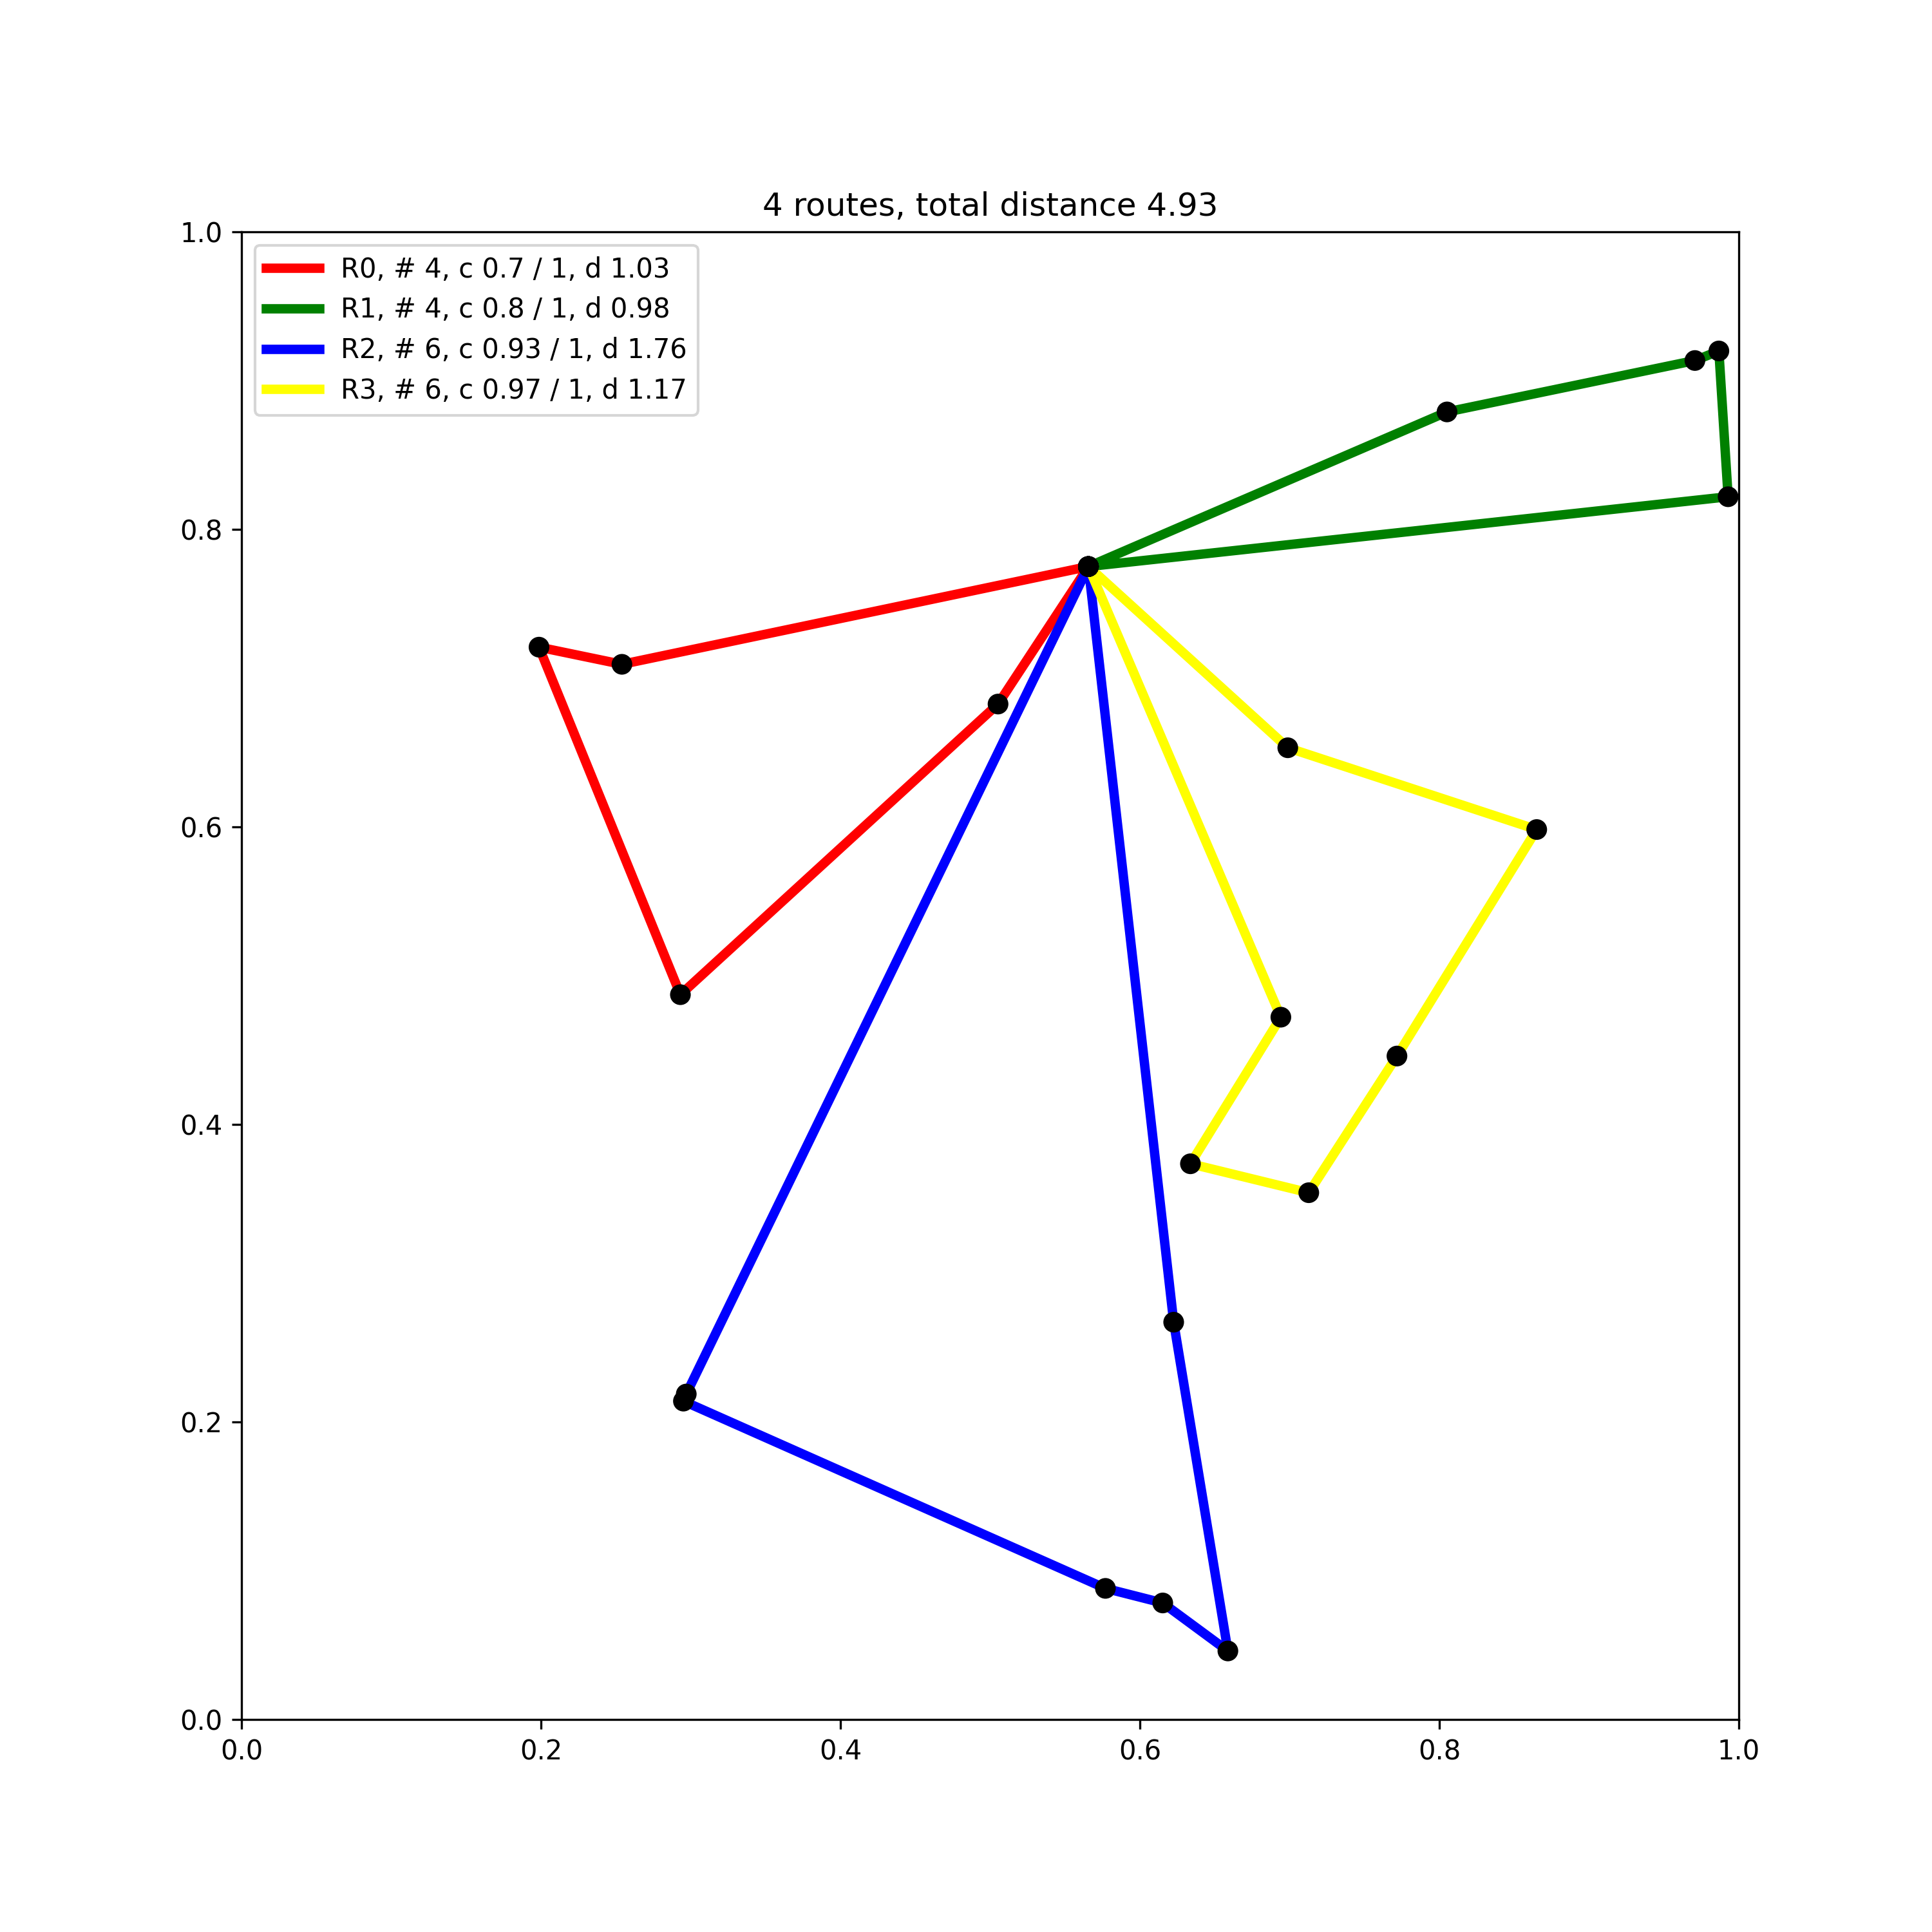 4 routes, total distance 4.93
1.0
0.8
0.6
0.4
0.2
0.0
R0, # 4, c 0.7 / 1, d 1.03
R1, # 4, c 0.8 / 1, d 0.98
R2, # 6, c 0.93 / 1, d 1.76
R3, # 6, c 0.97 / 1, d 1.17
0.0 0.2 0.4 0.6 0.8 1.0